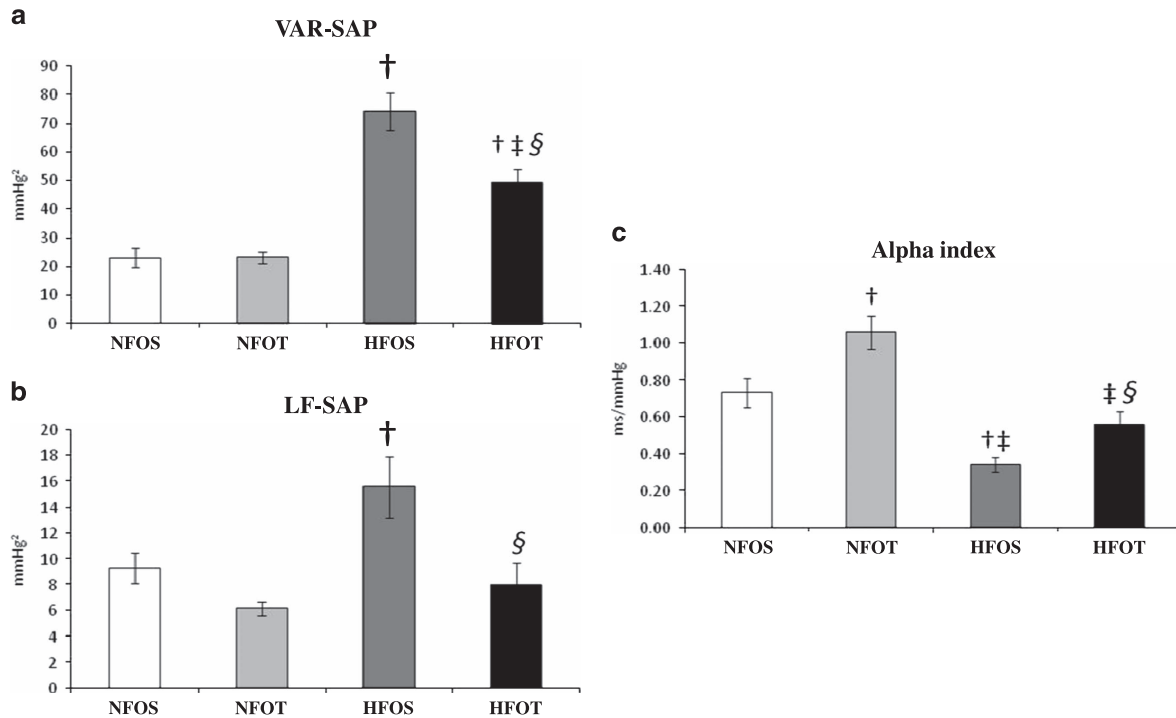 a
VAR-SAP
90
80
70
60
50
40
30
20
10
0
mmHg²
†
† ‡ §
NFOS NFOT HFOS HFOT
b
LF-SAP
20
18
16
14
12
10
8
6
4
2
0
mmHg²
†
§
NFOS NFOT HFOS HFOT
c
Alpha index
1.40
1.20
1.00
0.80
0.60
0.40
0.20
0.00
ms/mmHg
†
†‡
‡ §
NFOS NFOT HFOS HFOT